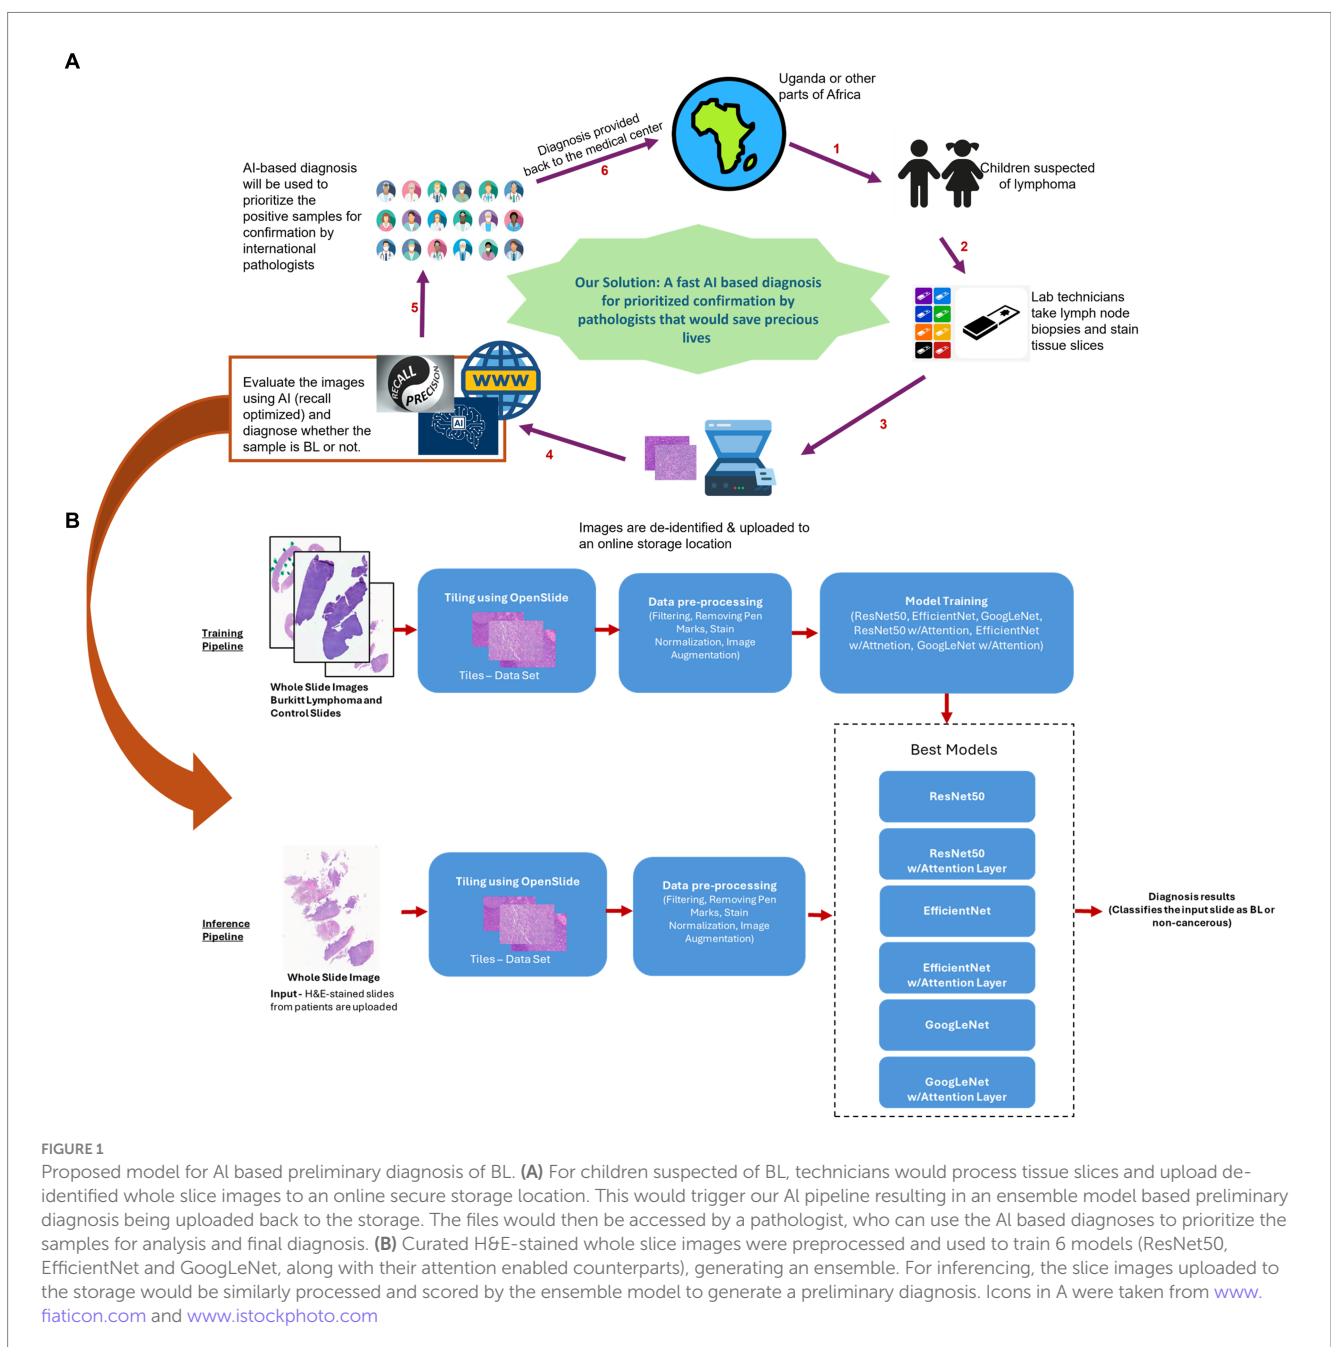 A
Uganda or other
parts of Africa
Diagnosis provided
back to the medical center
6
1
Children suspected
of lymphoma
AI-based diagnosis
will be used to
prioritize the
positive samples for
confirmation by
international
pathologists
2
Our Solution: A fast AI based diagnosis
for prioritized confirmation by
pathologists that would save precious
lives
Lab technicians
take lymph node
biopsies and stain
tissue slices
5
Evaluate the images
using AI (recall
optimized) and
diagnose whether the
sample is BL or not.
RECALL
PRECISION
WWW
AI
3
4
Images are de-identified & uploaded to
an online storage location
B
Training
Pipeline
Whole Slide Images
Burkitt Lymphoma and
Control Slides
Tiling using OpenSlide
Tiles – Data Set
Data pre-processing
(Filtering, Removing Pen
Marks, Stain
Normalization, Image
Augmentation)
Model Training
(ResNet50, EfficientNet, GoogLeNet,
ResNet50 w/Attention, EfficientNet
w/Attnetion, GoogLeNet w/Attention)
Best Models
ResNet50
ResNet50
w/Attention Layer
EfficientNet
EfficientNet
w/Attention Layer
GoogLeNet
GoogLeNet
w/Attention Layer
Inference
Pipeline
Whole Slide Image
Input - H&E-stained slides
from patients are uploaded
Tiling using OpenSlide
Tiles – Data Set
Data pre-processing
(Filtering, Removing Pen
Marks, Stain
Normalization, Image
Augmentation)
Diagnosis results
(Classifies the input slide as BL or
non-cancerous)
FIGURE 1
Proposed model for AI based preliminary diagnosis of BL. (A) For children suspected of BL, technicians would process tissue slices and upload de-
identified whole slice images to an online secure storage location. This would trigger our AI pipeline resulting in an ensemble model based preliminary
diagnosis being uploaded back to the storage. The files would then be accessed by a pathologist, who can use the AI based diagnoses to prioritize the
samples for analysis and final diagnosis. (B) Curated H&E-stained whole slice images were preprocessed and used to train 6 models (ResNet50,
EfficientNet and GoogLeNet, along with their attention enabled counterparts), generating an ensemble. For inferencing, the slice images uploaded to
the storage would be similarly processed and scored by the ensemble model to generate a preliminary diagnosis. Icons in A were taken from www.
fiaticon.com and www.istockphoto.com